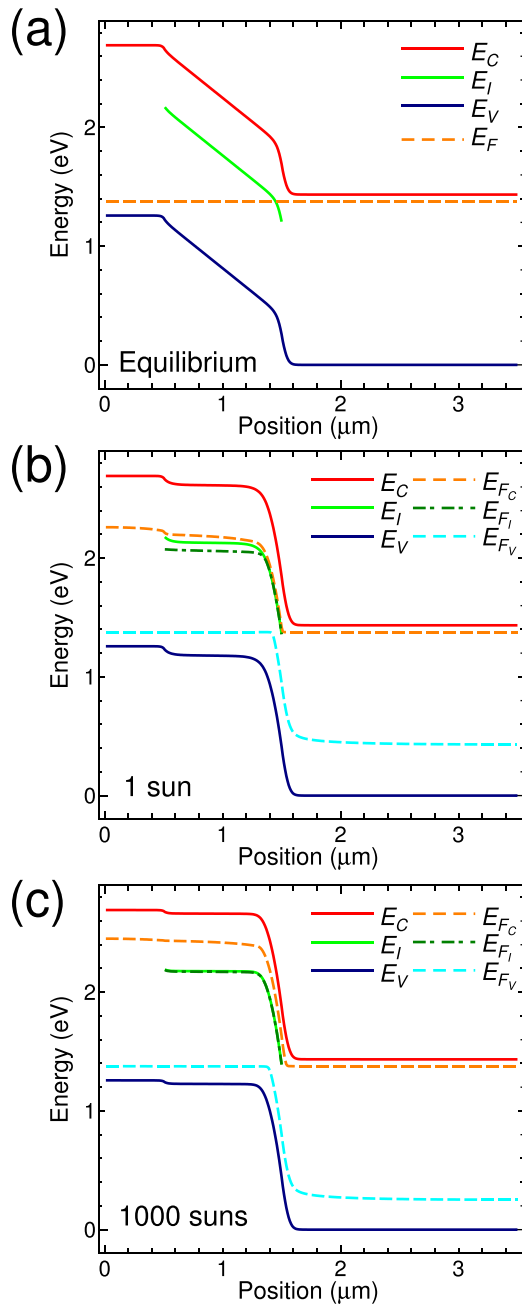 (a)
E_C
E_I
E_V
E_F
2
1
0
Energy (eV)
Equilibrium
0 1 2 3
Position (μm)
(b)
E_C E_{F_C}
E_I E_{F_I}
E_V E_{F_V}
2
1
0
Energy (eV)
1 sun
0 1 2 3
Position (μm)
(c)
E_C E_{F_C}
E_I E_{F_I}
E_V E_{F_V}
2
1
0
Energy (eV)
1000 suns
0 1 2 3
Position (μm)